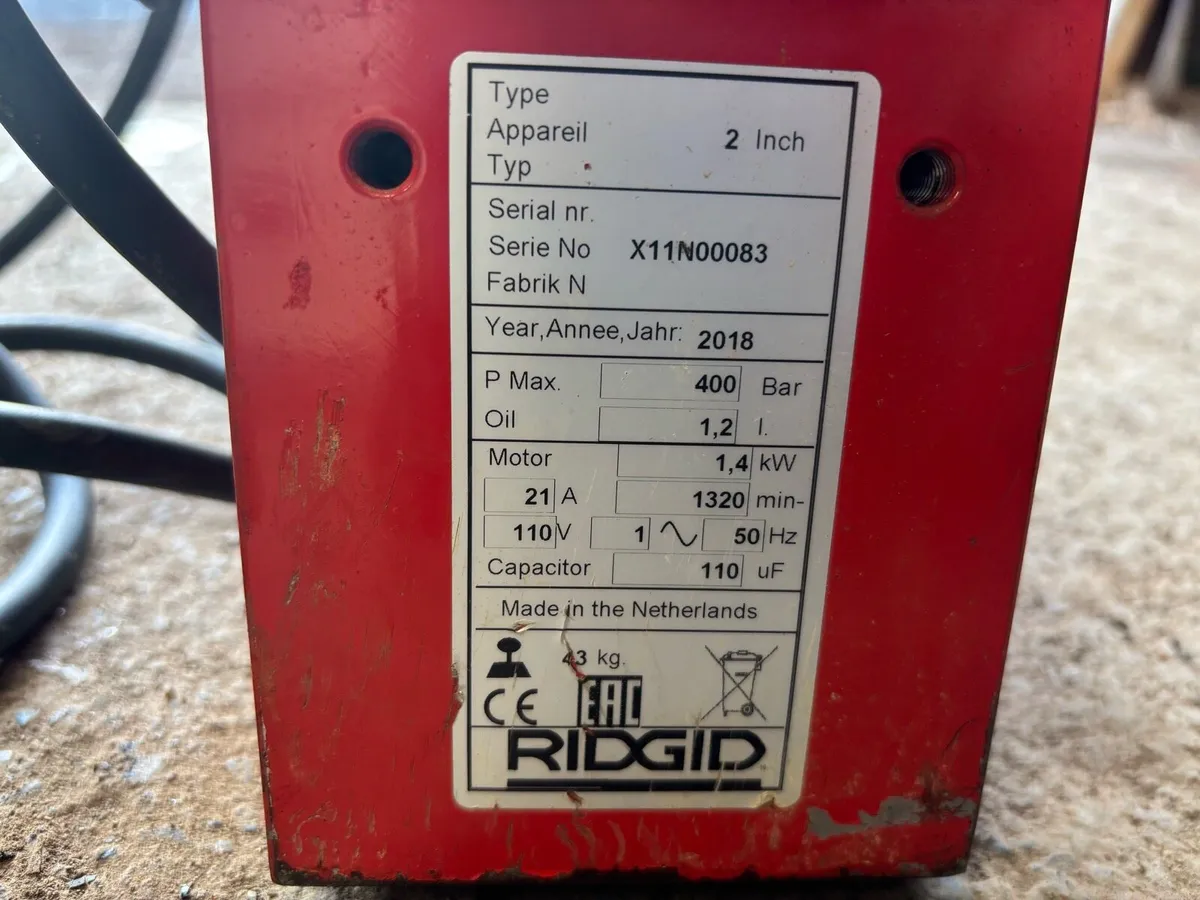 Type
Appareil 2 Inch
Typ
Serial nr.
Serie No X11N00083
Fabrik N
Year,Annee,Jahr: 2018
P Max. 400 Bar
Oil 1,2 l.
Motor 1,4 kW
21 A 1320 min-
110 V 1 50 Hz
Capacitor 110 uF
Made in the Netherlands
43 kg.
CE EAC
RIDGID